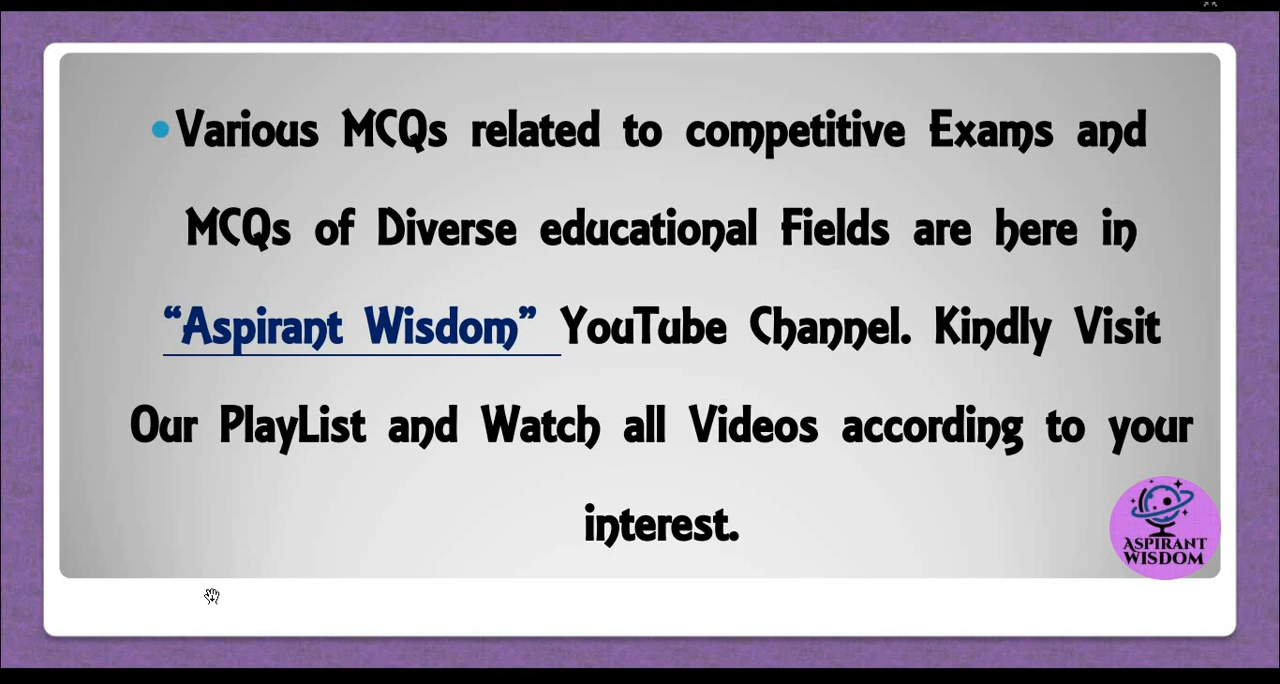 •Various MCQs related to competitive Exams and
MCQs of Diverse educational Fields are here in
“Aspirant Wisdom” YouTube Channel. Kindly Visit
Our PlayList and Watch all Videos according to your
interest.
ASPIRANT
WISDOM